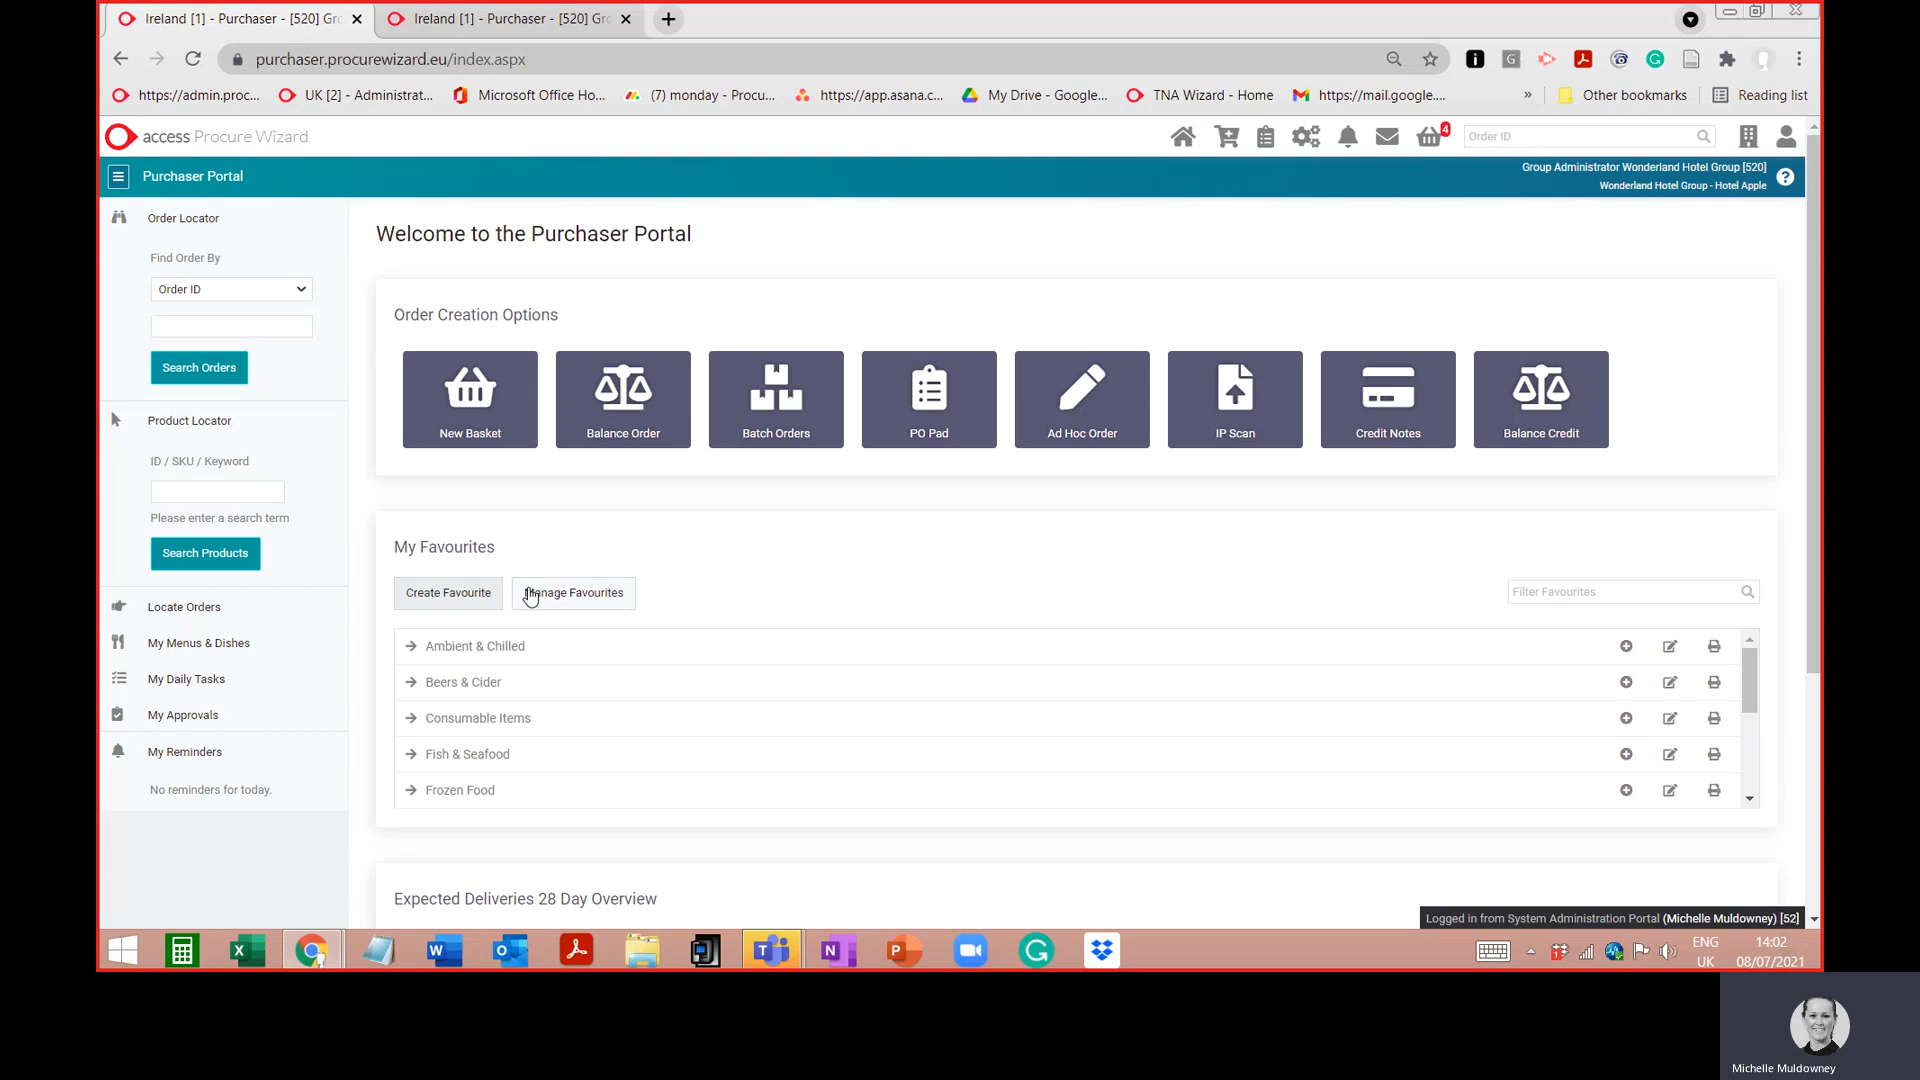 Ireland [1] - Purchaser - [520] Gro
Ireland [1] - Purchaser - [520] Gro
purchaser.procurewizard.eu/index.aspx
https://admin.proc...
UK [2] - Administrat...
Microsoft Office Ho...
(7) monday - Procu...
https://app.asana.c...
My Drive - Google...
TNA Wizard - Home
https://mail.google....
»
Other bookmarks
Reading list
access Procure Wizard
4
Order ID
Purchaser Portal
Group Administrator Wonderland Hotel Group [520]
Wonderland Hotel Group - Hotel Apple
Order Locator
Find Order By
Order ID
Search Orders
Product Locator
ID / SKU / Keyword
Please enter a search term
Search Products
Locate Orders
My Menus & Dishes
My Daily Tasks
My Approvals
My Reminders
No reminders for today.
Welcome to the Purchaser Portal
Order Creation Options
New Basket
Balance Order
Batch Orders
PO Pad
Ad Hoc Order
IP Scan
Credit Notes
Balance Credit
My Favourites
Create Favourite
Manage Favourites
Filter Favourites
Ambient & Chilled
Beers & Cider
Consumable Items
Fish & Seafood
Frozen Food
Expected Deliveries 28 Day Overview
Logged in from System Administration Portal (Michelle Muldowney) [52]
ENG
UK
14:02
08/07/2021
Michelle Muldowney